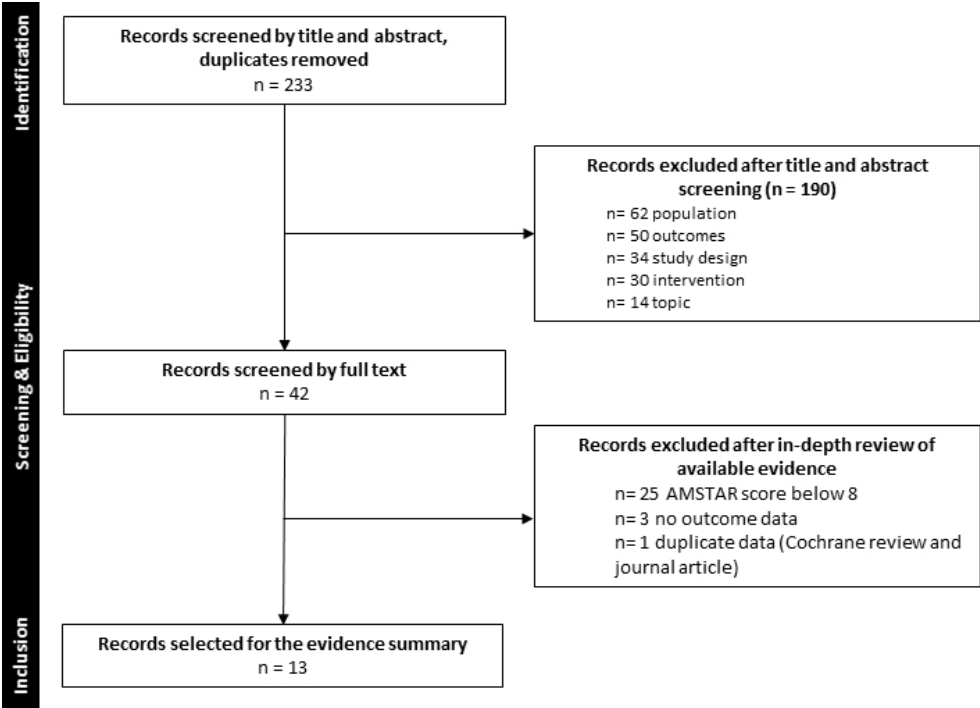 Identification
Records screened by title and abstract,
duplicates removed
n = 233
Records excluded after title and abstract
screening (n = 190)
n= 62 population
n= 50 outcomes
n= 34 study design
n= 30 intervention
n= 14 topic
Screening & Eligibility
Records screened by full text
n = 42
Records excluded after in-depth review of
available evidence
n= 25 AMSTAR score below 8
n= 3 no outcome data
n= 1 duplicate data (Cochrane review and
journal article)
Inclusion
Records selected for the evidence summary
n = 13